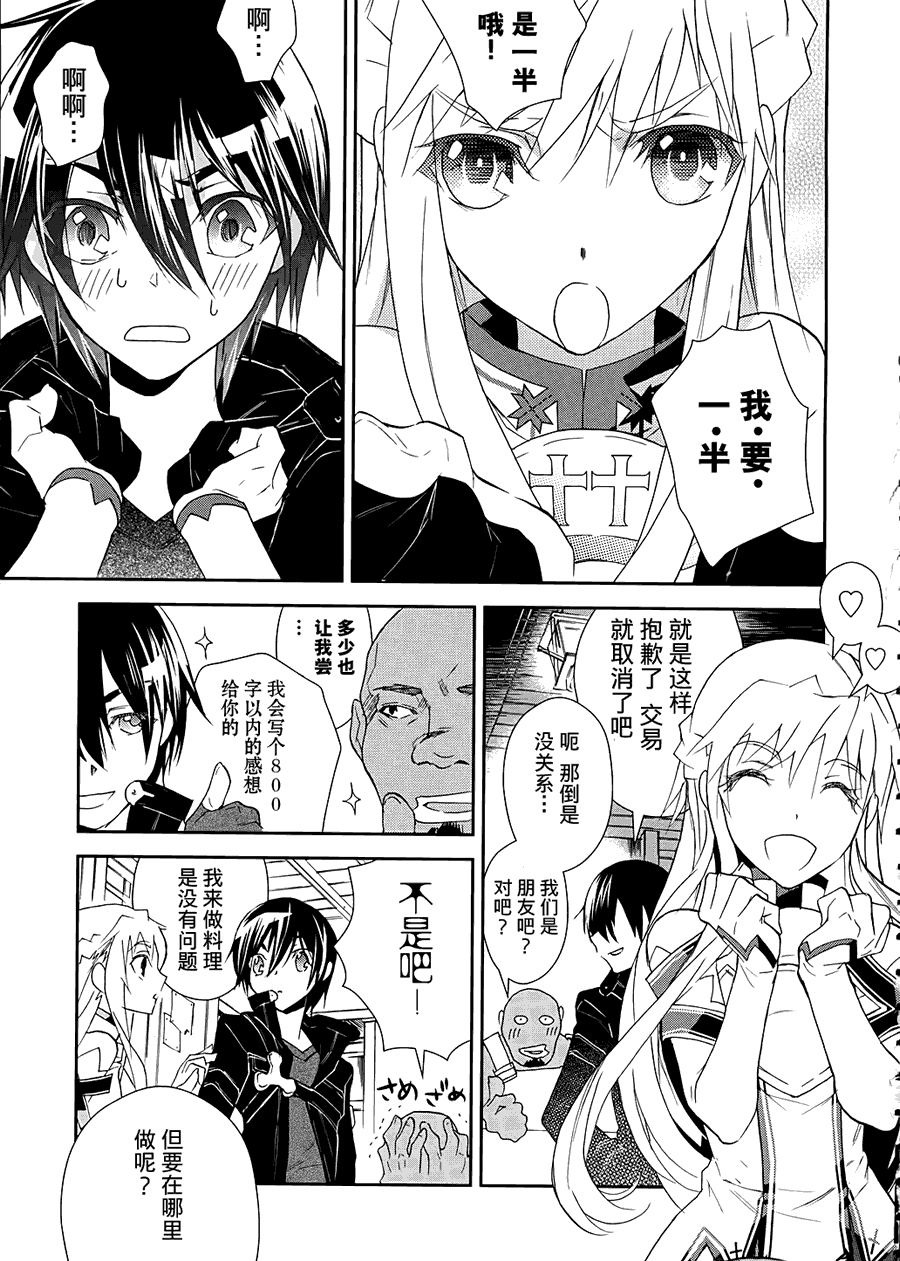 是一半
哦！
我·要·
一·半
啊…
啊啊…
就是这样
抱歉了 交易
就取消了吧
呃 那倒是
没关系…
我们是
朋友吧？
对吧？
多少也
让我尝
…
我会写个800
字以内的感想
给你的
不是吧—
さめざめ
我来做料理
是没有问题
但要在哪里
做呢？